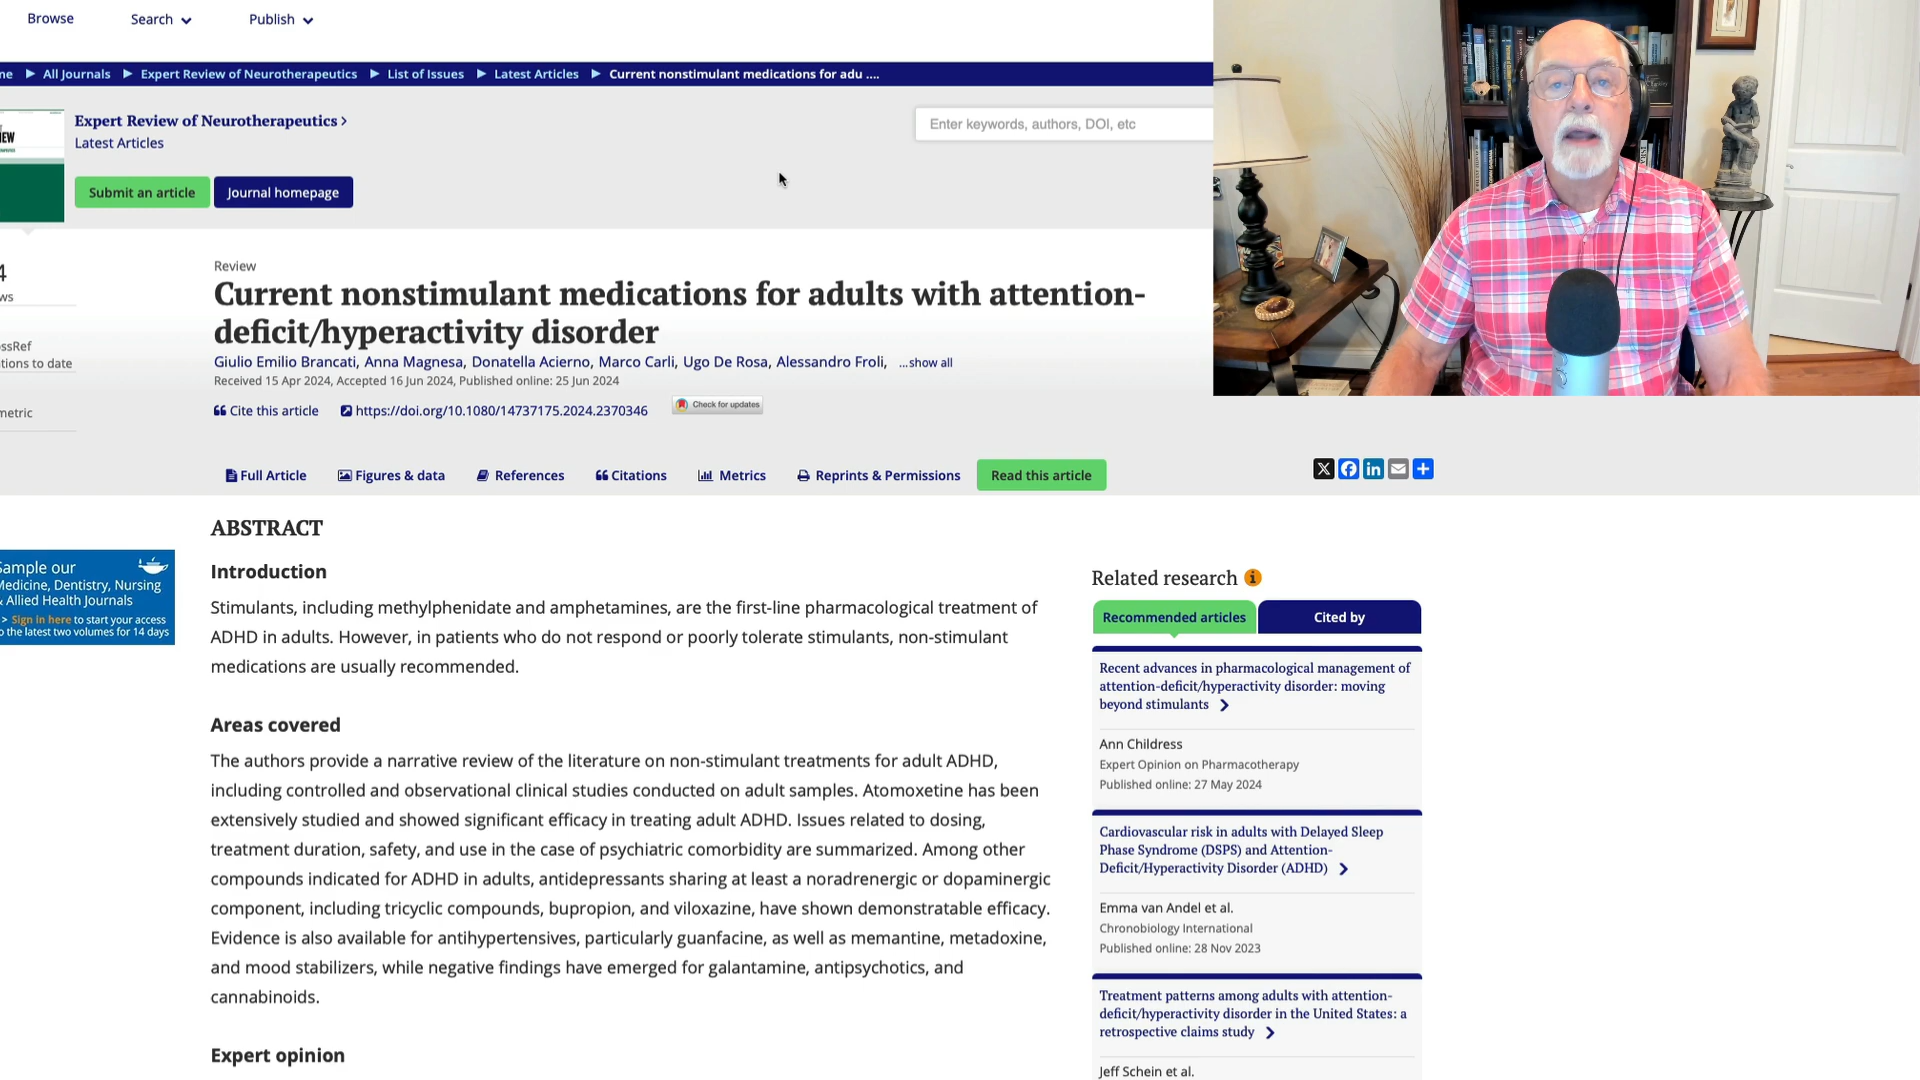 Browse
Search
Publish
me
All Journals
Expert Review of Neurotherapeutics
List of Issues
Latest Articles
Current nonstimulant medications for adu ....
Expert Review of Neurotherapeutics
Latest Articles
Enter keywords, authors, DOI, etc
Submit an article
Journal homepage
Review
Current nonstimulant medications for adults with attention-
deficit/hyperactivity disorder
Giulio Emilio Brancati, Anna Magnesa, Donatella Acierno, Marco Carli, Ugo De Rosa, Alessandro Froli, ...show all
Received 15 Apr 2024, Accepted 16 Jun 2024, Published online: 25 Jun 2024
Cite this article
https://doi.org/10.1080/14737175.2024.2370346
Check for updates
4
ws
ossRef
tions to date
metric
Full Article
Figures & data
References
Citations
Metrics
Reprints & Permissions
Read this article
ABSTRACT
Introduction
Stimulants, including methylphenidate and amphetamines, are the first-line pharmacological treatment of
ADHD in adults. However, in patients who do not respond or poorly tolerate stimulants, non-stimulant
medications are usually recommended.
Areas covered
The authors provide a narrative review of the literature on non-stimulant treatments for adult ADHD,
including controlled and observational clinical studies conducted on adult samples. Atomoxetine has been
extensively studied and showed significant efficacy in treating adult ADHD. Issues related to dosing,
treatment duration, safety, and use in the case of psychiatric comorbidity are summarized. Among other
compounds indicated for ADHD in adults, antidepressants sharing at least a noradrenergic or dopaminergic
component, including tricyclic compounds, bupropion, and viloxazine, have shown demonstratable efficacy.
Evidence is also available for antihypertensives, particularly guanfacine, as well as memantine, metadoxine,
and mood stabilizers, while negative findings have emerged for galantamine, antipsychotics, and
cannabinoids.
Expert opinion
Sample our
Medicine, Dentistry, Nursing
& Allied Health Journals
> Sign in here to start your access
to the latest two volumes for 14 days
Related research
Recommended articles
Cited by
Recent advances in pharmacological management of
attention-deficit/hyperactivity disorder: moving
beyond stimulants
Ann Childress
Expert Opinion on Pharmacotherapy
Published online: 27 May 2024
Cardiovascular risk in adults with Delayed Sleep
Phase Syndrome (DSPS) and Attention-
Deficit/Hyperactivity Disorder (ADHD)
Emma van Andel et al.
Chronobiology International
Published online: 28 Nov 2023
Treatment patterns among adults with attention-
deficit/hyperactivity disorder in the United States: a
retrospective claims study
Jeff Schein et al.